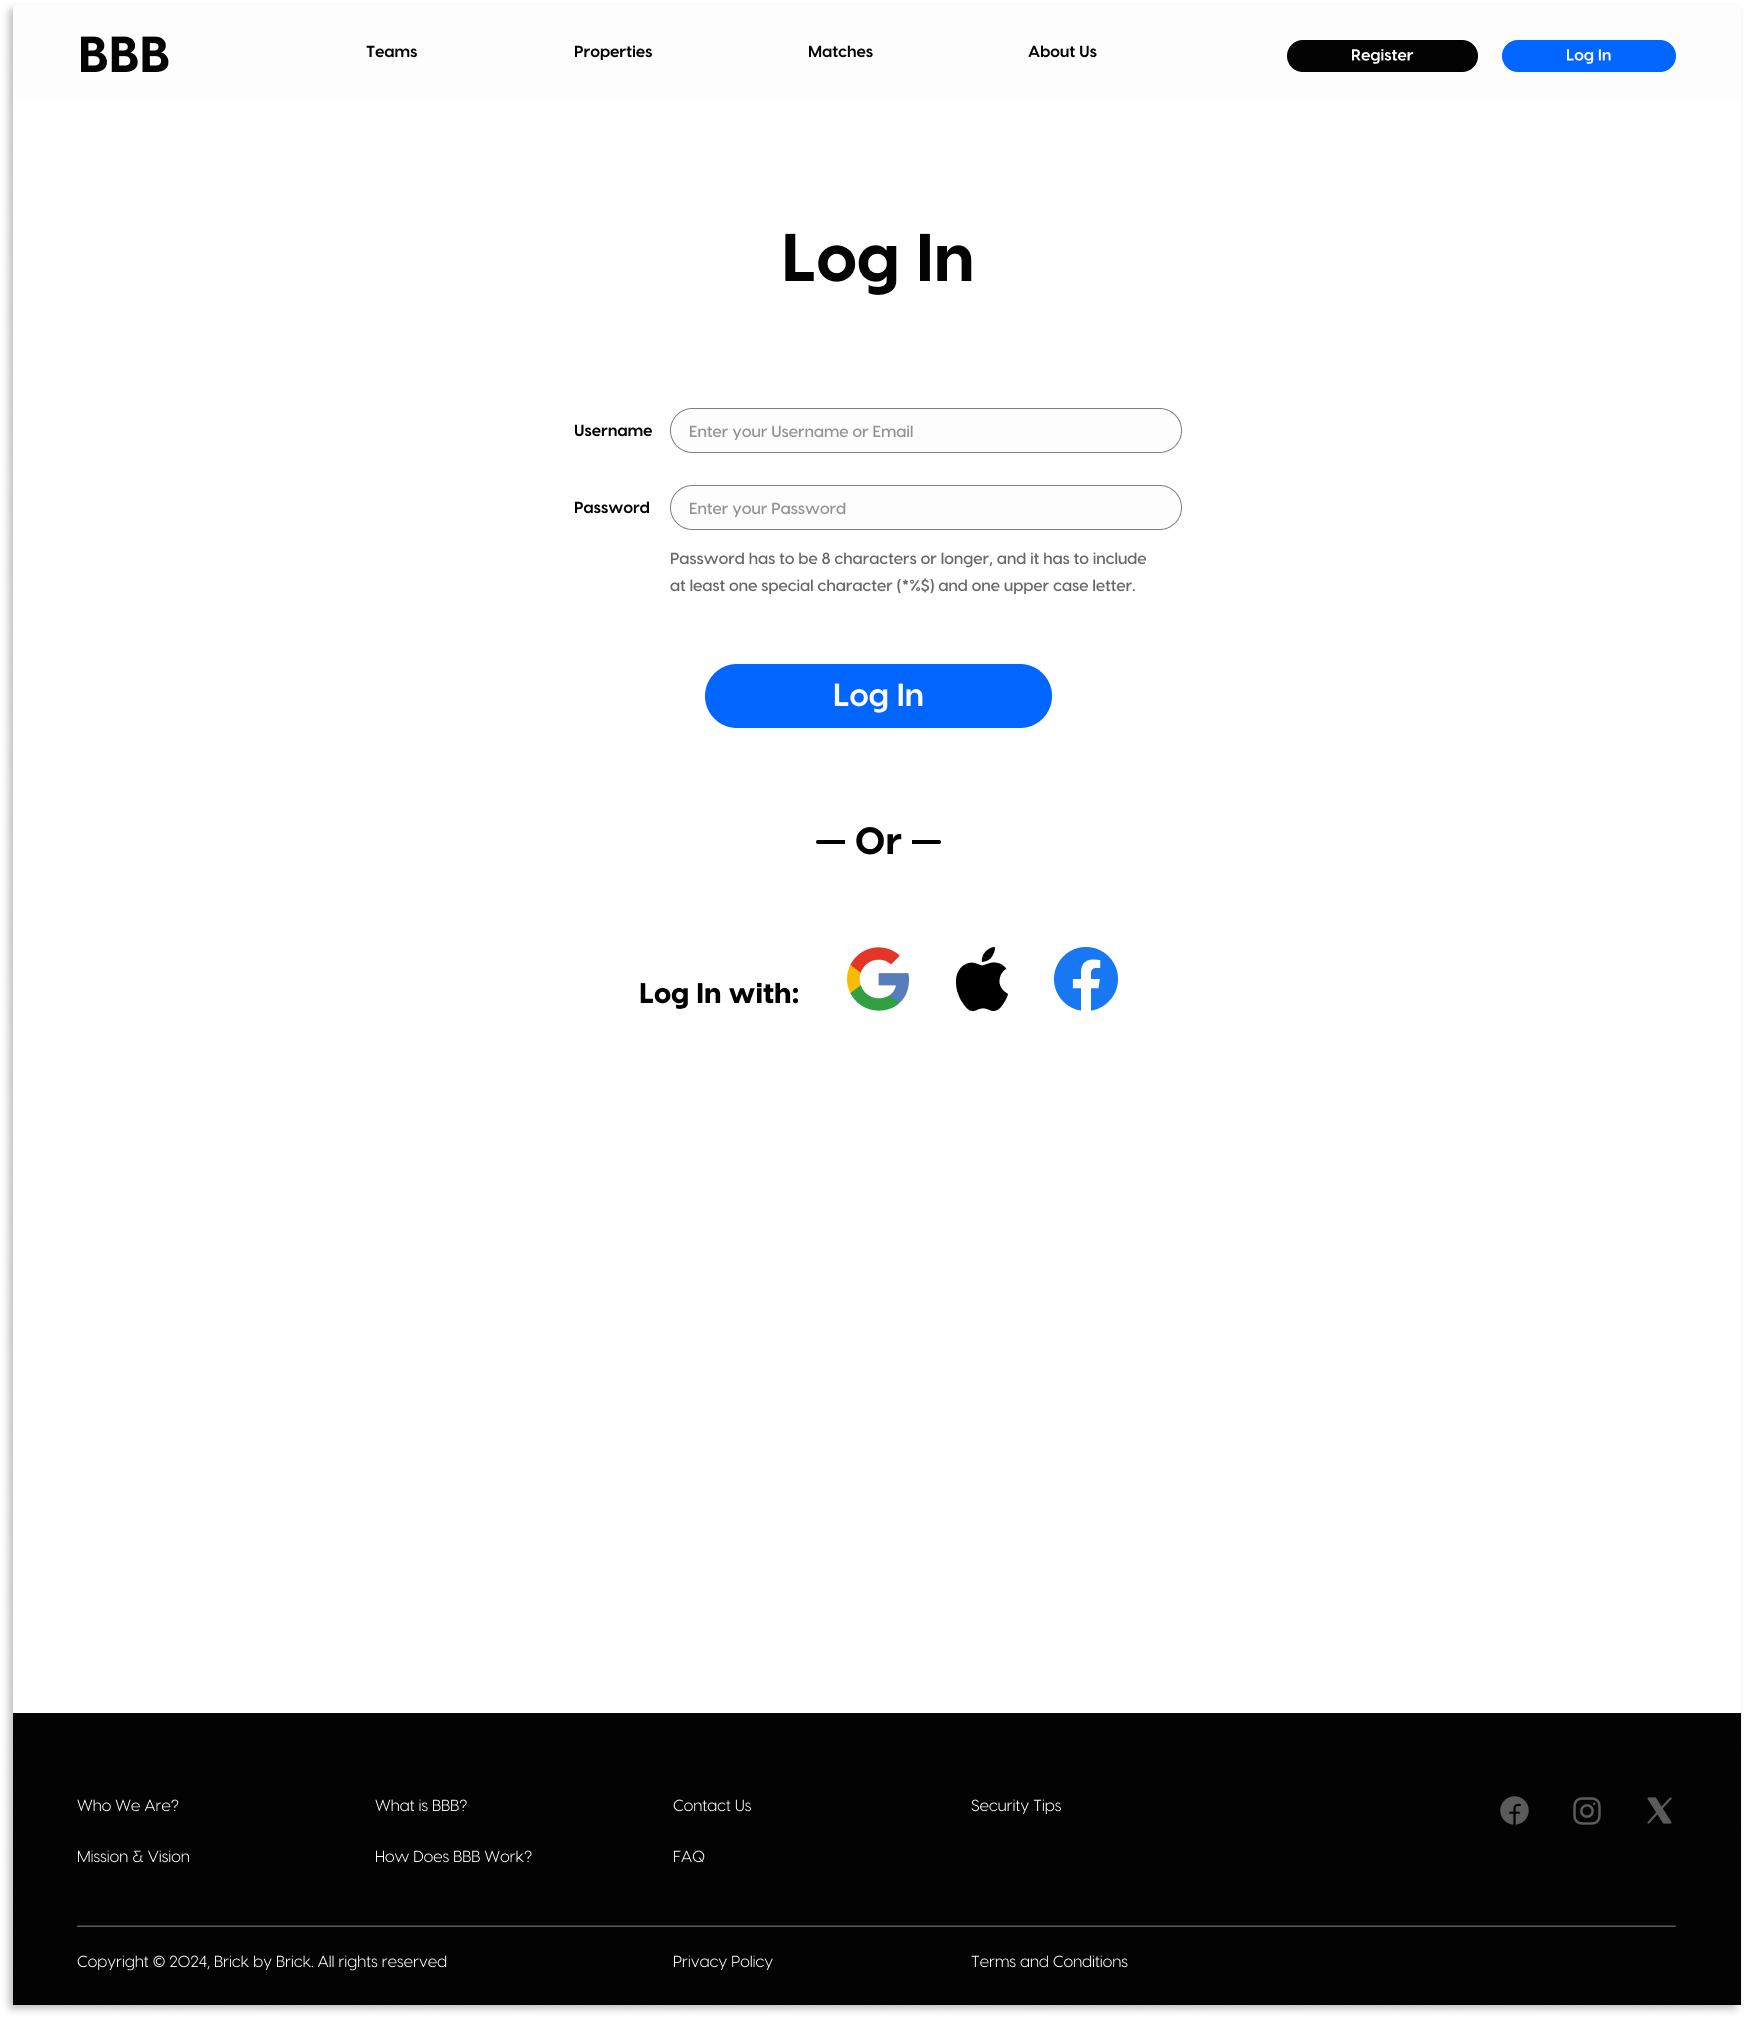 BBB
Teams
Properties
Matches
About Us
Register
Log In
Log In
Username
Enter your Username or Email
Password
Enter your Password
Password has to be 8 characters or longer, and it has to include
at least one special character (*%$) and one upper case letter.
Log In
— Or —
Log In with:
Who We Are?
What is BBB?
Contact Us
Security Tips
Mission & Vision
How Does BBB Work?
FAQ
Copyright © 2024, Brick by Brick. All rights reserved
Privacy Policy
Terms and Conditions